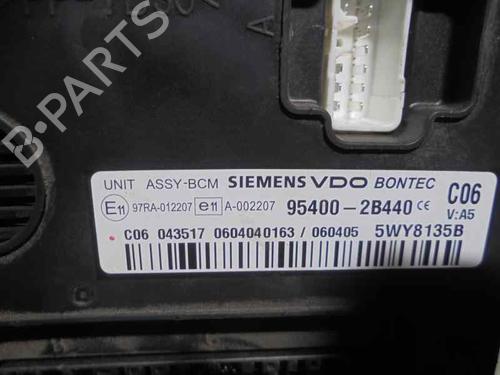 A
B-PARTS
UNIT ASSY-BCM SIEMENS VDO BONTEC
E11 97RA-012207 e11 A-002207 95400-2B440 CE C06
V:A5
C06 043517 0604040163 / 060405 5WY8135B